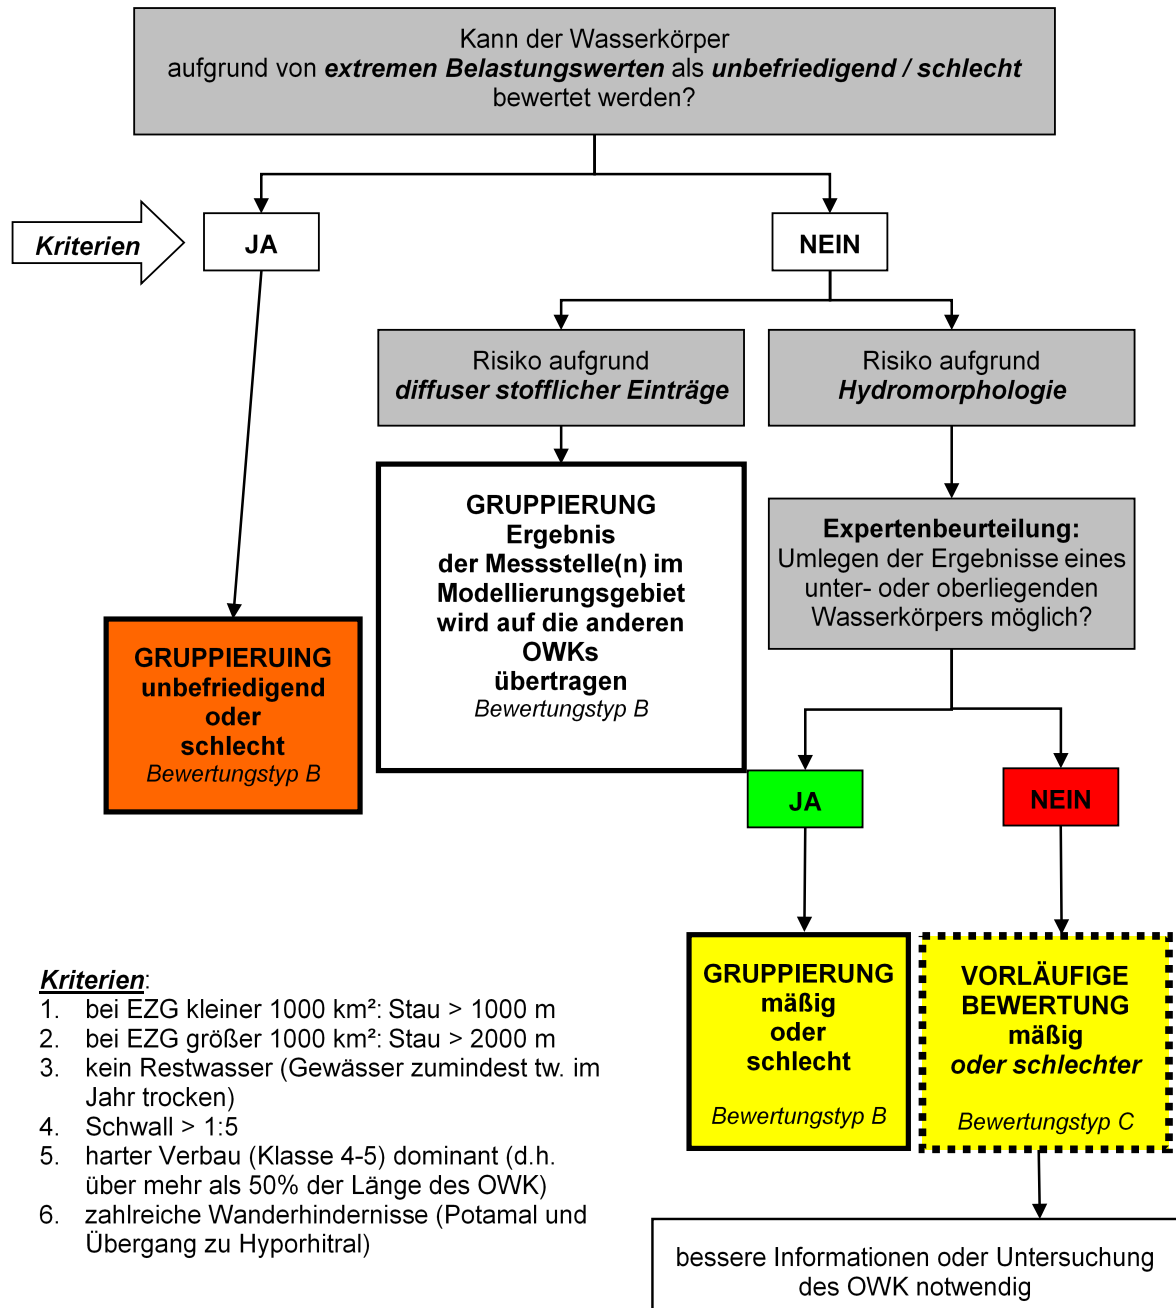 Kann der Wasserkörper
aufgrund von extremen Belastungswerten als unbefriedigend / schlecht
bewertet werden?
Kriterien
JA
NEIN
Risiko aufgrund
diffuser stofflicher Einträge
Risiko aufgrund
Hydromorphologie
GRUPPIERUNG
Ergebnis
der Messstelle(n) im
Modellierungsgebiet
wird auf die anderen
OWKs
übertragen
Bewertungstyp B
Expertenbeurteilung:
Umlegen der Ergebnisse eines
unter- oder oberliegenden
Wasserkörpers möglich?
GRUPPIERUING
unbefriedigend
oder
schlecht
Bewertungstyp B
JA
NEIN
GRUPPIERUNG
mäßig
oder
schlecht
Bewertungstyp B
VORLÄUFIGE
BEWERTUNG
mäßig
oder schlechter
Bewertungstyp C
Kriterien:
1. bei EZG kleiner 1000 km²: Stau > 1000 m
2. bei EZG größer 1000 km²: Stau > 2000 m
3. kein Restwasser (Gewässer zumindest tw. im
Jahr trocken)
4. Schwall > 1:5
5. harter Verbau (Klasse 4-5) dominant (d.h.
über mehr als 50% der Länge des OWK)
6. zahlreiche Wanderhindernisse (Potamal und
Übergang zu Hyporhitral)
bessere Informationen oder Untersuchung
des OWK notwendig